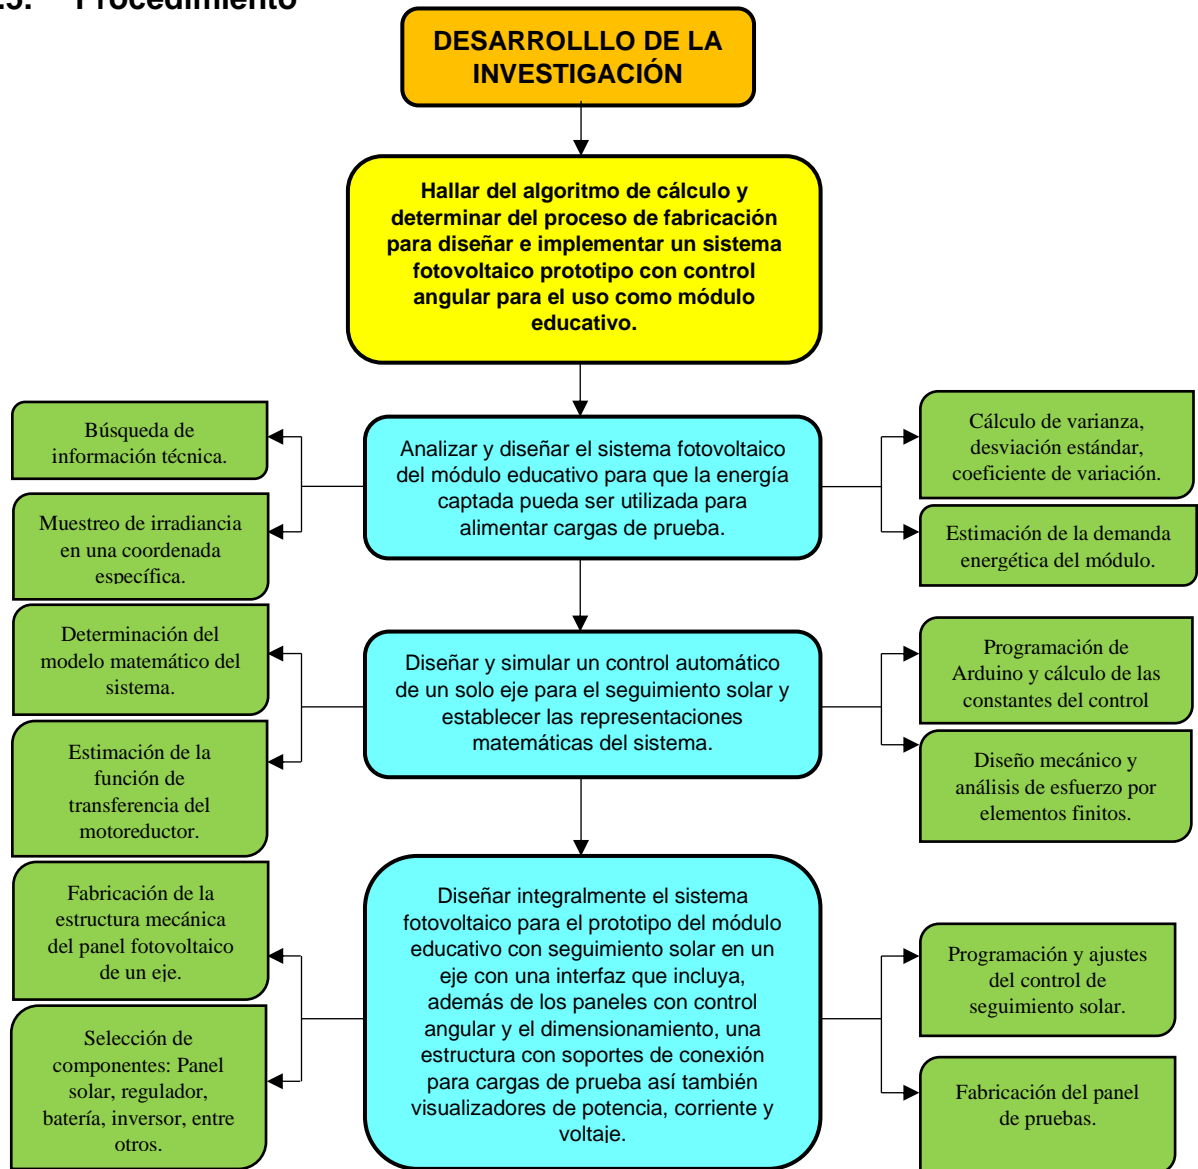 .5. Procedimiento
DESARROLLLO DE LA
INVESTIGACIÓN
Hallar del algoritmo de cálculo y
determinar del proceso de fabricación
para diseñar e implementar un sistema
fotovoltaico prototipo con control
angular para el uso como módulo
educativo.
Búsqueda de
información técnica.
Muestreo de irradiancia
en una coordenada
específica.
Analizar y diseñar el sistema fotovoltaico
del módulo educativo para que la energía
captada pueda ser utilizada para
alimentar cargas de prueba.
Cálculo de varianza,
desviación estándar,
coeficiente de variación.
Estimación de la demanda
energética del módulo.
Determinación del
modelo matemático del
sistema.
Estimación de la
función de
transferencia del
motoreductor.
Diseñar y simular un control automático
de un solo eje para el seguimiento solar y
establecer las representaciones
matemáticas del sistema.
Programación de
Arduino y cálculo de las
constantes del control
Diseño mecánico y
análisis de esfuerzo por
elementos finitos.
Fabricación de la
estructura mecánica
del panel fotovoltaico
de un eje.
Selección de
componentes: Panel
solar, regulador,
batería, inversor, entre
otros.
Diseñar integralmente el sistema
fotovoltaico para el prototipo del módulo
educativo con seguimiento solar en un
eje con una interfaz que incluya,
además de los paneles con control
angular y el dimensionamiento, una
estructura con soportes de conexión
para cargas de prueba así también
visualizadores de potencia, corriente y
voltaje.
Programación y ajustes
del control de
seguimiento solar.
Fabricación del panel
de pruebas.